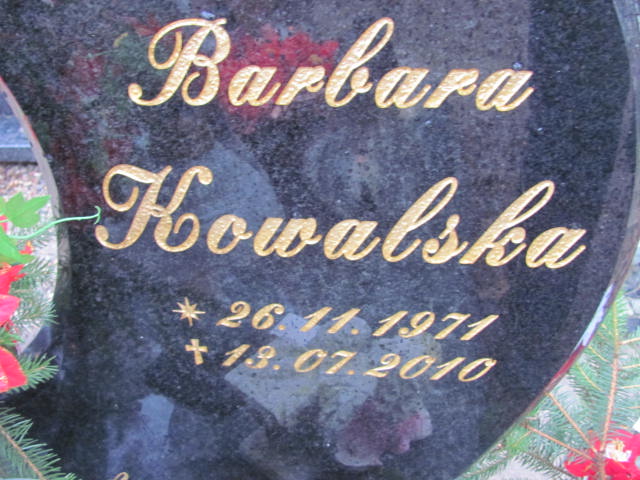 Barbara
Kowalska
✴ 26.11.1971
✝ 13.07.2010